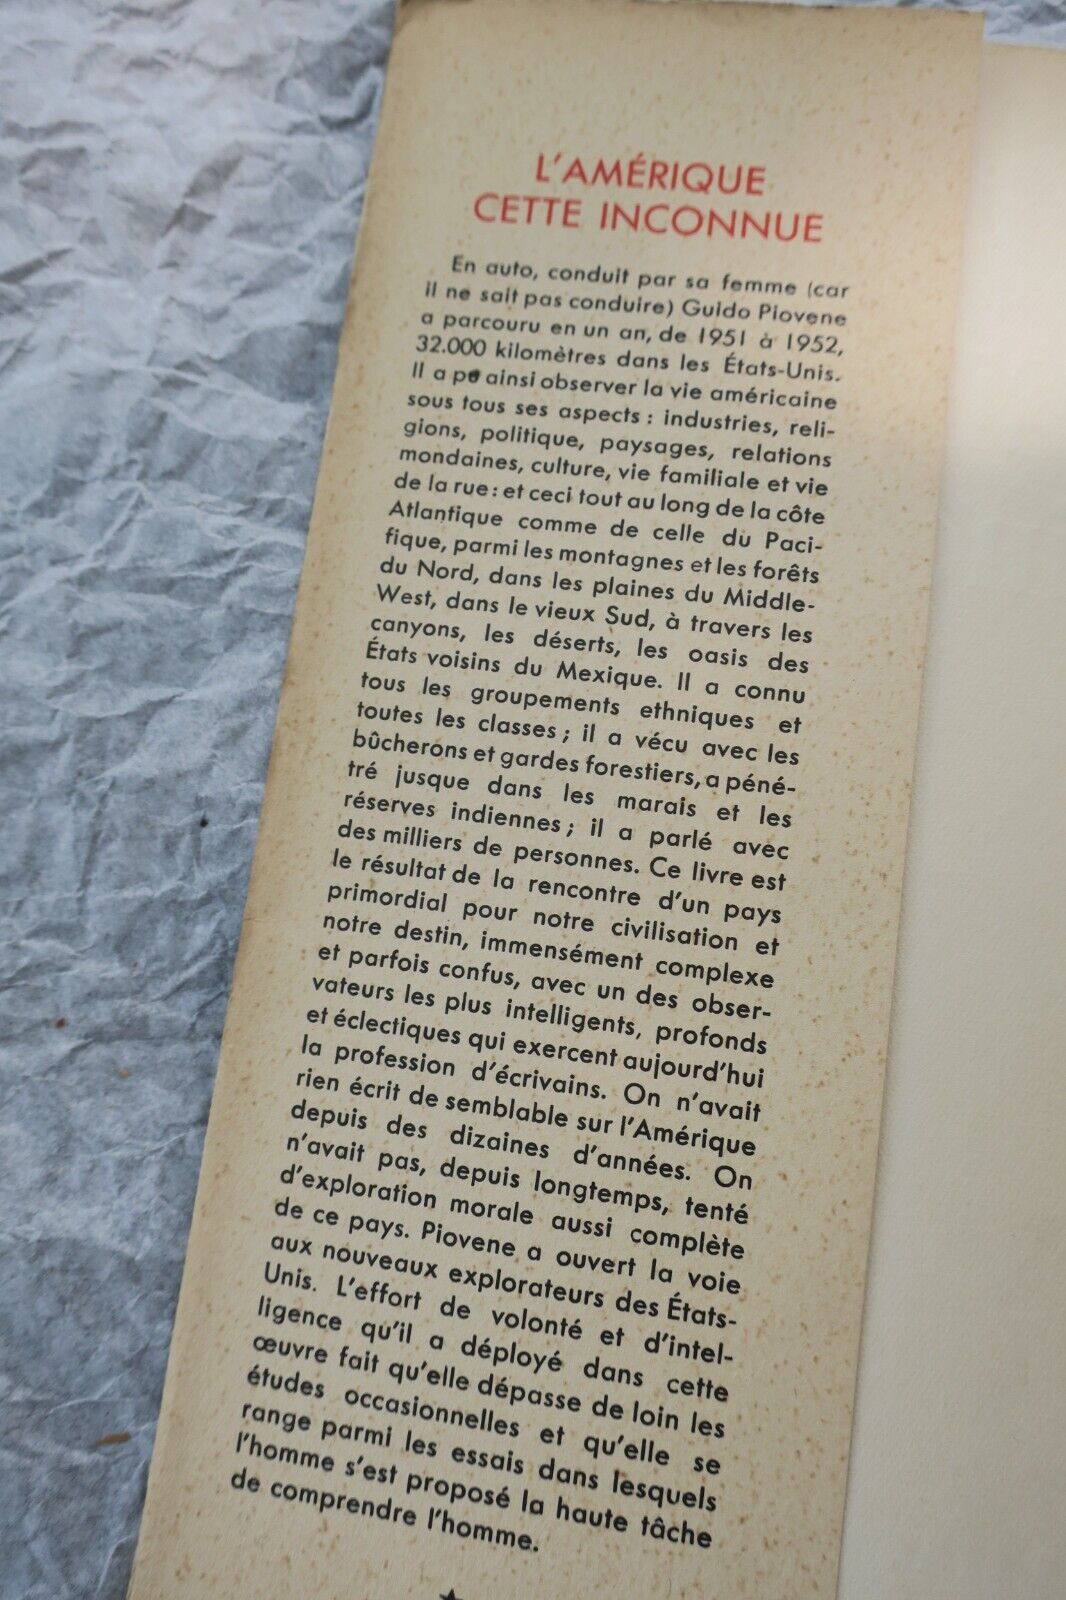 L'AMÉRIQUE
CETTE INCONNUE
En auto, conduit par sa femme (car
il ne sait pas conduire) Guido Piovene
a parcouru en un an, de 1951 à 1952,
32.000 kilomètres dans les États-Unis.
Il a pu ainsi observer la vie américaine
sous tous ses aspects : industries, reli-
gions, politique, paysages, relations
mondaines, culture, vie familiale et vie
de la rue : et ceci tout au long de la côte
Atlantique comme de celle du Paci-
fique, parmi les montagnes et les forêts
du Nord, dans les plaines du Middle-
West, dans le vieux Sud, à travers les
canyons, les déserts, les oasis des
États voisins du Mexique. Il a connu
tous les groupements ethniques et
toutes les classes ; il a vécu avec les
bûcherons et gardes forestiers, a péné-
tré jusque dans les marais et les
réserves indiennes ; il a parlé avec
des milliers de personnes. Ce livre est
le résultat de la rencontre d'un pays
primordial pour notre civilisation et
notre destin, immensément complexe
et parfois confus, avec un des obser-
vateurs les plus intelligents, profonds
et éclectiques qui exercent aujourd'hui
la profession d'écrivains. On n'avait
rien écrit de semblable sur l'Amérique
depuis des dizaines d'années. On
n'avait pas, depuis longtemps, tenté
d'exploration morale aussi complète
de ce pays. Piovene a ouvert la voie
aux nouveaux explorateurs des États-
Unis. L'effort de volonté et d'intel-
ligence qu'il a déployé dans cette
œuvre fait qu'elle dépasse de loin les
études occasionnelles et qu'elle se
range parmi les essais dans lesquels
l'homme s'est proposé la haute tâche
de comprendre l'homme.